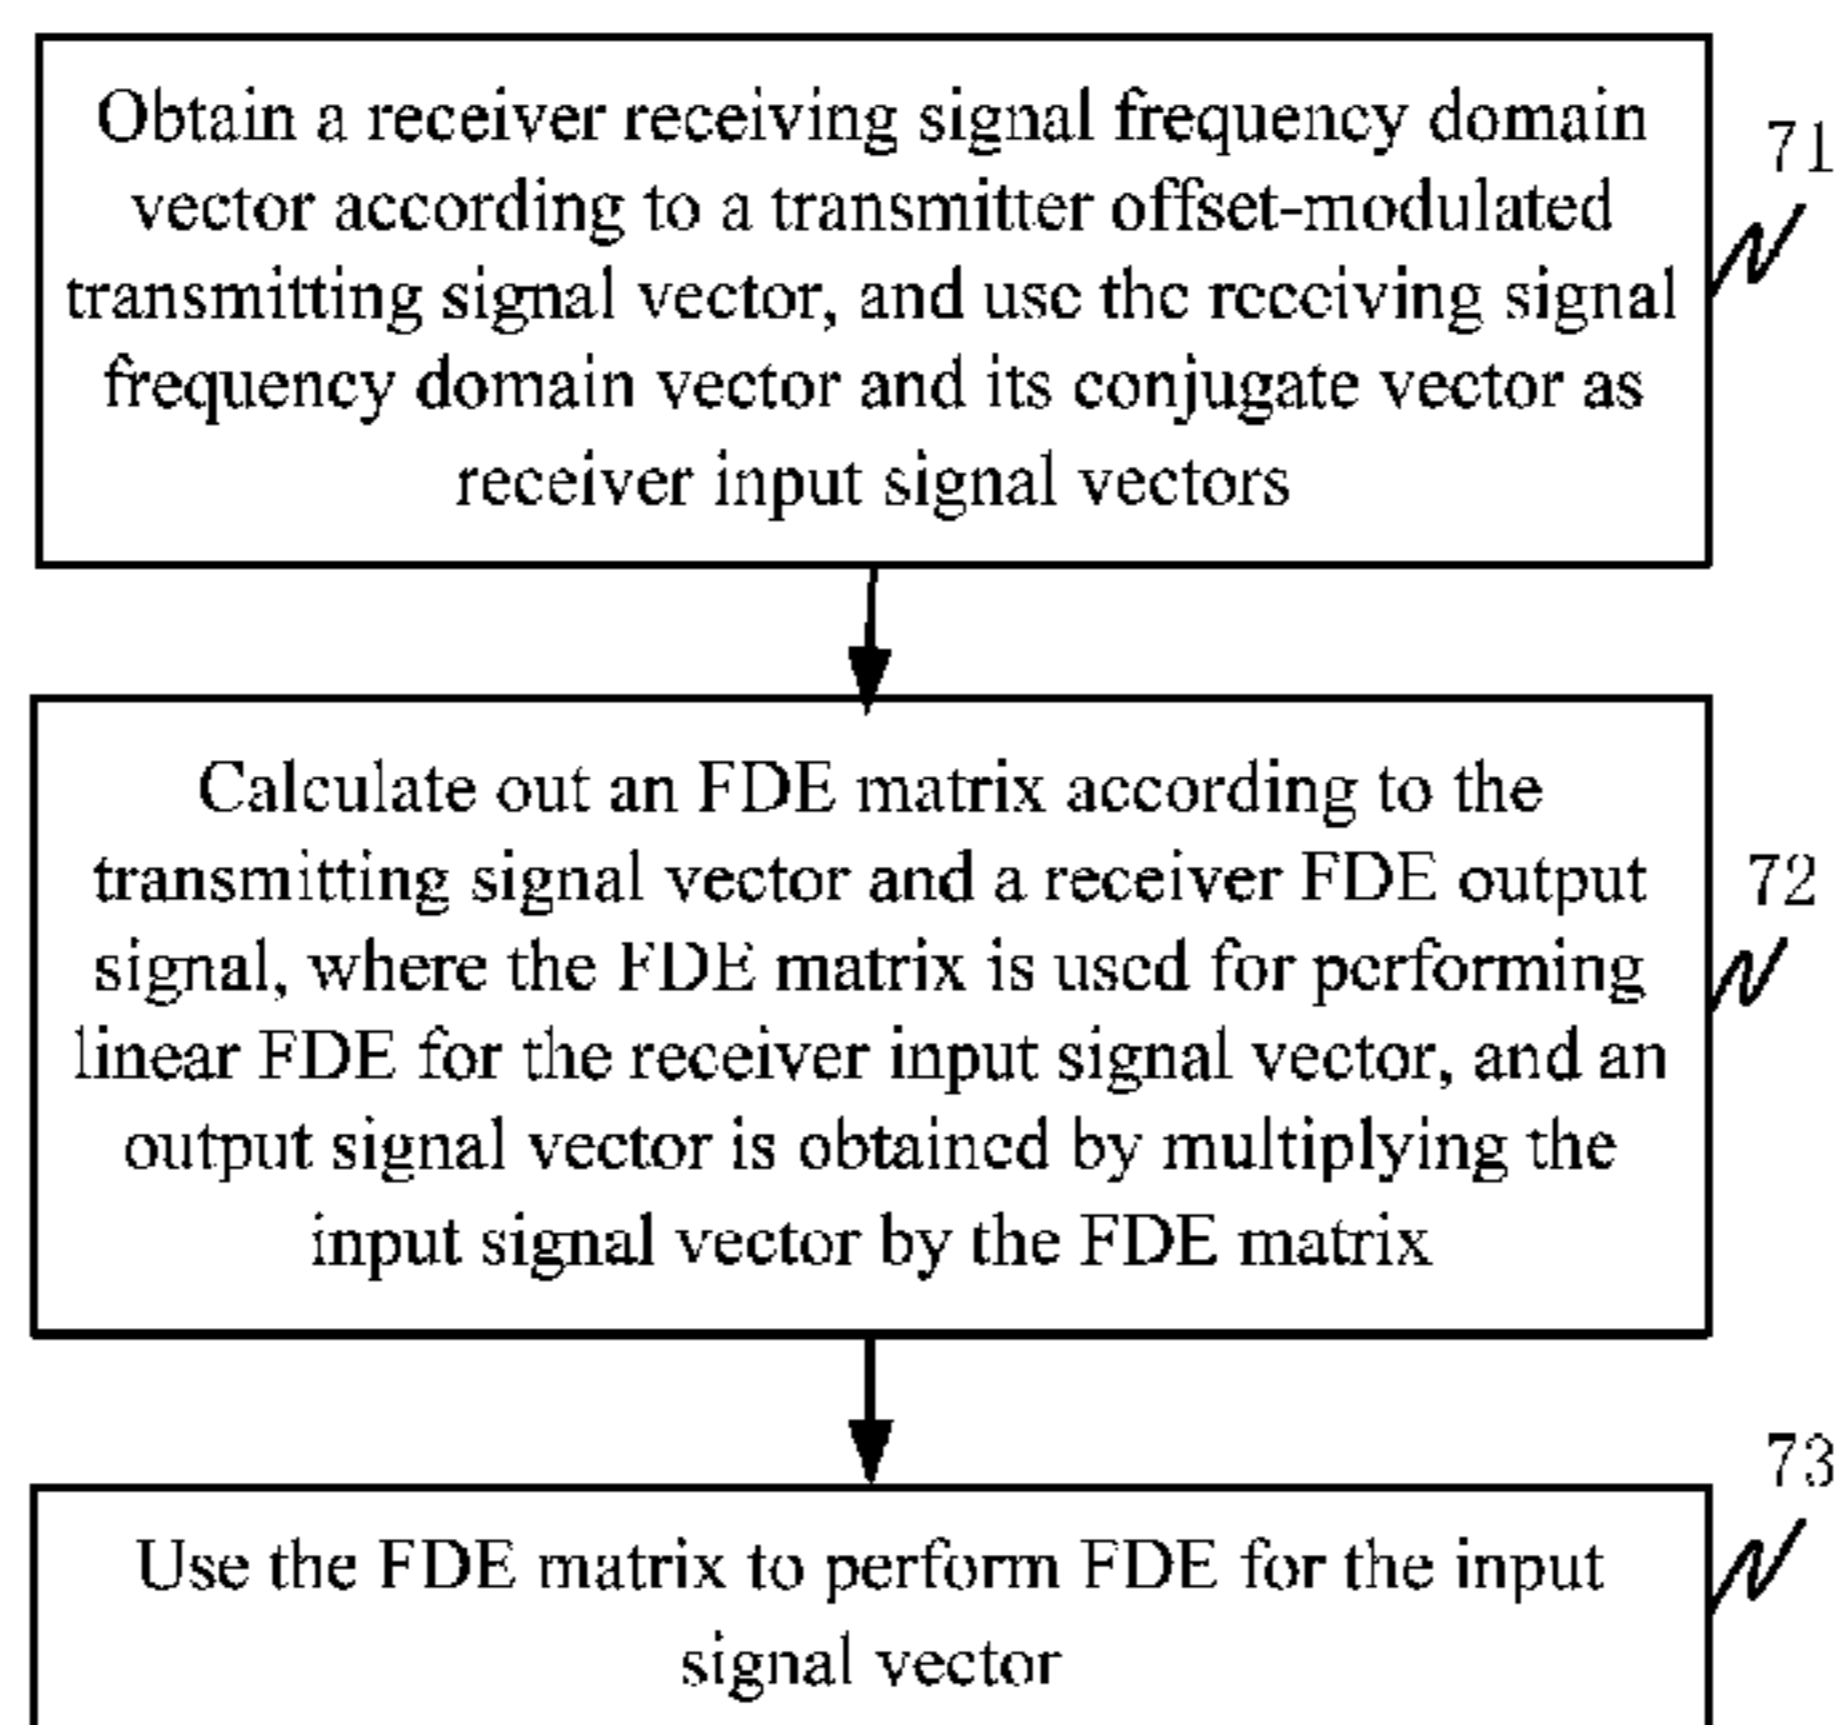 Obtain a receiver receiving signal frequency domain
vector according to a transmitter offset-modulated
transmitting signal vector, and use the receiving signal
frequency domain vector and its conjugate vector as
receiver input signal vectors
71
Calculate out an FDE matrix according to the
transmitting signal vector and a receiver FDE output
signal, where the FDE matrix is used for performing
linear FDE for the receiver input signal vector, and an
output signal vector is obtained by multiplying the
input signal vector by the FDE matrix
72
Use the FDE matrix to perform FDE for the input
signal vector
73